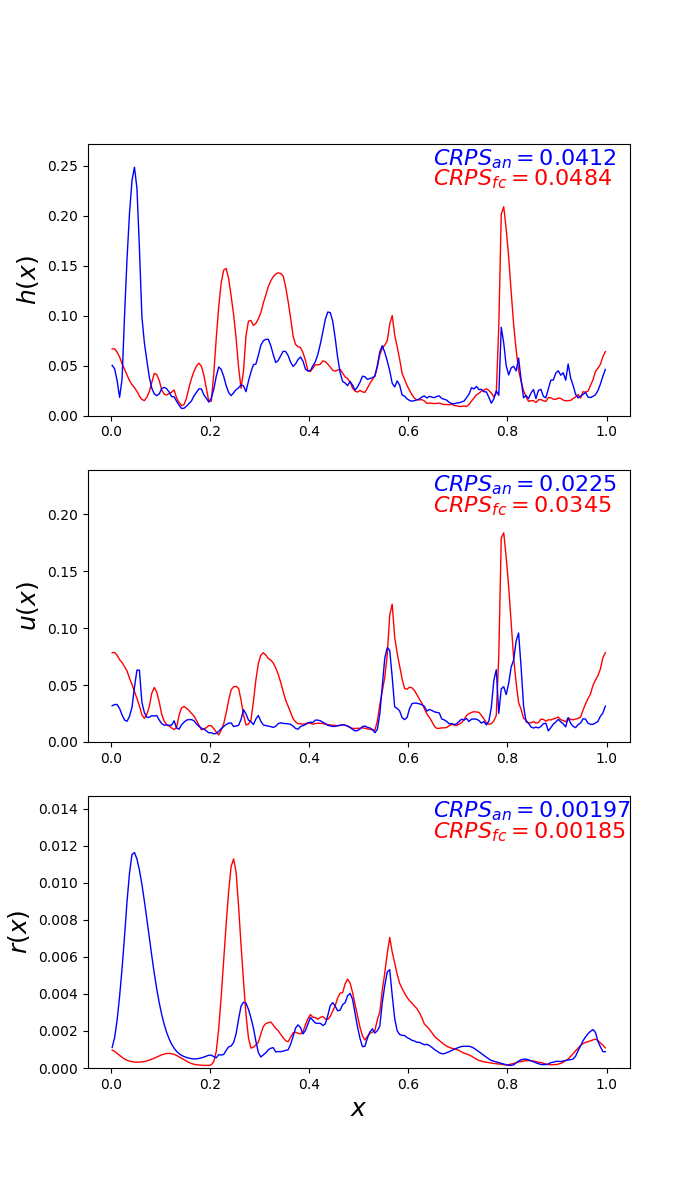 CRPS_an = 0.0412
CRPS_fc = 0.0484
h(x)
0.25
0.20
0.15
0.10
0.05
0.00
0.0 0.2 0.4 0.6 0.8 1.0
CRPS_an = 0.0225
CRPS_fc = 0.0345
u(x)
0.20
0.15
0.10
0.05
0.00
0.0 0.2 0.4 0.6 0.8 1.0
CRPS_an = 0.00197
CRPS_fc = 0.00185
r(x)
0.014
0.012
0.010
0.008
0.006
0.004
0.002
0.000
0.0 0.2 0.4 0.6 0.8 1.0
x